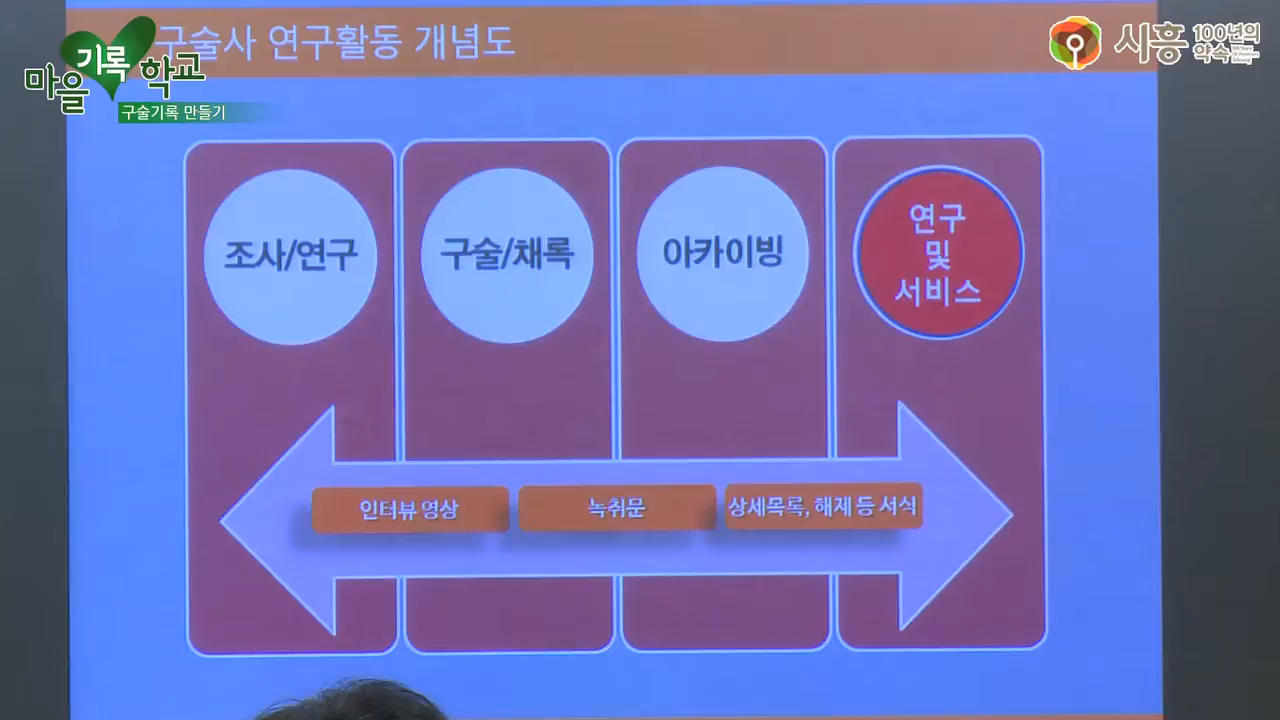 구술사 연구활동 개념도
마을 기록 학교
구술기록 만들기
시흥 100년의 약속
조사/연구
구술/채록
아카이빙
연구
및
서비스
인터뷰 영상
녹취문
상세목록, 해제 등 서식